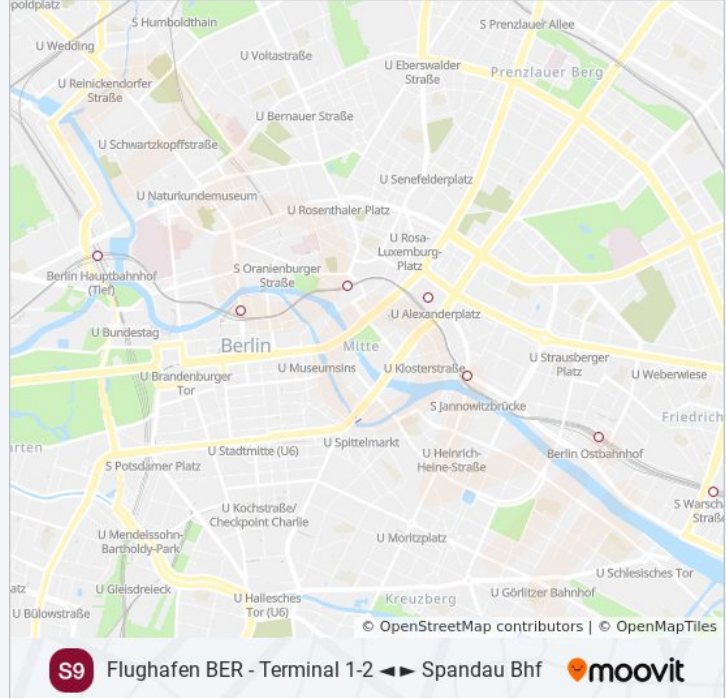 poldplatz
S Humboldthain
S Prenzlauer Allee
U Wedding
U Voltastraße
U Eberswalder
Straße
Prenzlauer Berg
U Reinickendorfer
Straße
U Bernauer Straße
U Schwartzkopffstraße
U Senefelderplatz
U Naturkundemuseum
U Rosenthaler Platz
U Rosa-
Luxemburg-
Platz
Berlin Hauptbahnhof
(Tief)
S Oranienburger
Straße
U Alexanderplatz
U Bundestag
Berlin
Mitte
U Strausberger
Platz
U Brandenburger
Tor
U Museumsins
U Klosterstraße
U Weberwiese
S Jannowitzbrücke
Friedrich
U Spittelmarkt
rten
U Stadtmitte (U6)
U Heinrich-
Heine-Straße
Berlin Ostbahnhof
S Potsdamer Platz
S Warsch
Straße
U Kochstraße/
Checkpoint Charlie
U Mendelssohn-
Bartholdy-Park
U Moritzplatz
U Schlesisches Tor
atz
U Gleisdreieck
U Hallesches
Tor (U6)
Kreuzberg
U Görlitzer Bahnhof
U Bülowstraße
© OpenStreetMap contributors | © OpenMapTiles
S9 Flughafen BER - Terminal 1-2 ◄► Spandau Bhf moovit